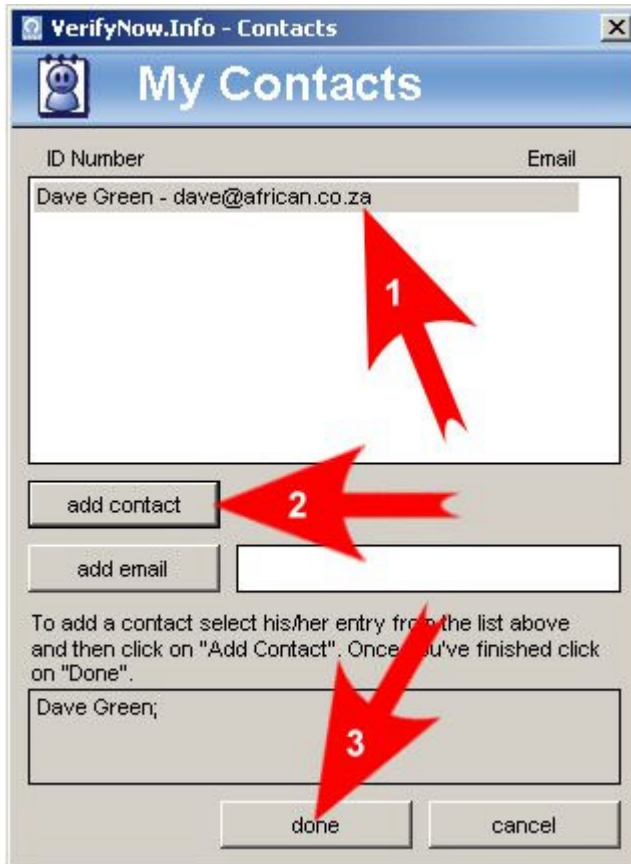 VerifyNow.Info - Contacts
My Contacts
ID Number Email
Dave Green - dave@african.co.za
1
add contact
2
add email
To add a contact select his/her entry from the list above
and then click on "Add Contact". Once you've finished click
on "Done".
Dave Green;
3
done cancel